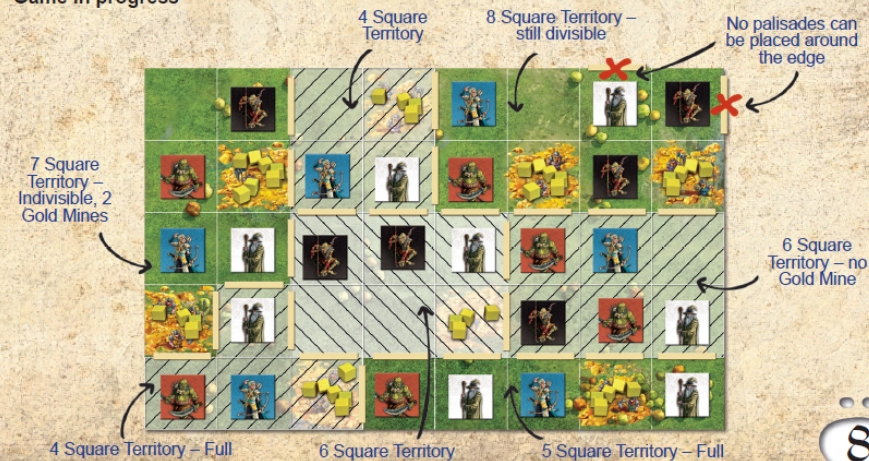 Game in progress
4 Square
Territory
8 Square Territory –
still divisible
No palisades can
be placed around
the edge
7 Square
Territory –
Indivisible, 2
Gold Mines
6 Square
Territory – no
Gold Mine
4 Square Territory – Full
6 Square Territory
5 Square Territory – Full
8